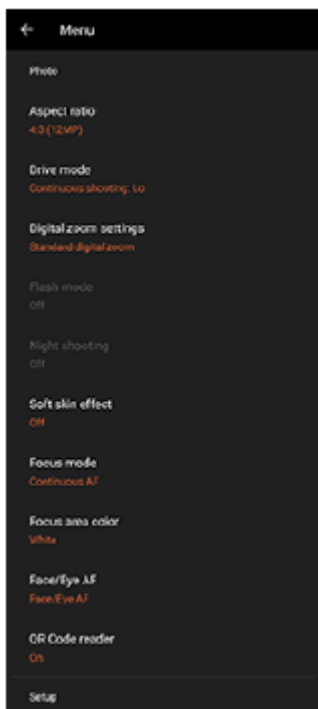 Menu
Photo
Aspect ratio
4:3 (12MP)
Drive mode
Continuous shooting: Lo
Digital zoom settings
Standard digital zoom
Flash mode
Off
Night shooting
Off
Soft skin effect
Off
Focus mode
Continuous AF
Focus area color
White
Face/Eye AF
Face/Eye AF
QR Code reader
On
Setup